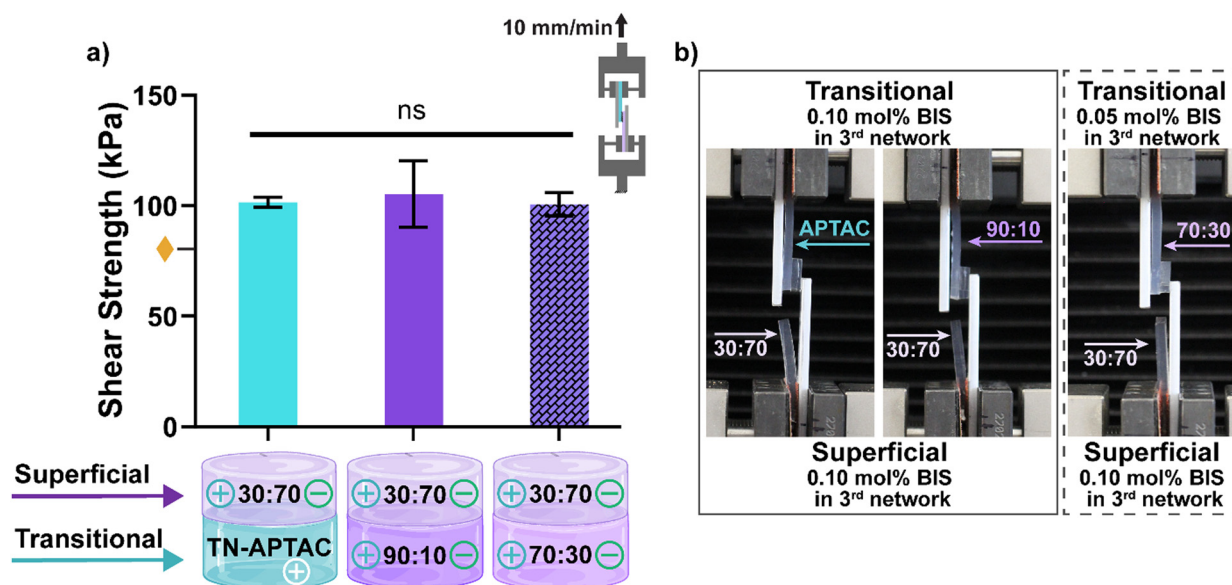 a)
10 mm/min
Shear Strength (kPa)
150
100
50
0
ns
Superficial
Transitional
+ 30:70 −
TN-APTAC
+
+ 30:70 −
+ 90:10 −
+ 30:70 −
+ 70:30 −
b)
Transitional
0.10 mol% BIS
in 3rd network
APTAC
30:70
90:10
30:70
Superficial
0.10 mol% BIS
in 3rd network
Transitional
0.05 mol% BIS
in 3rd network
70:30
30:70
Superficial
0.10 mol% BIS
in 3rd network